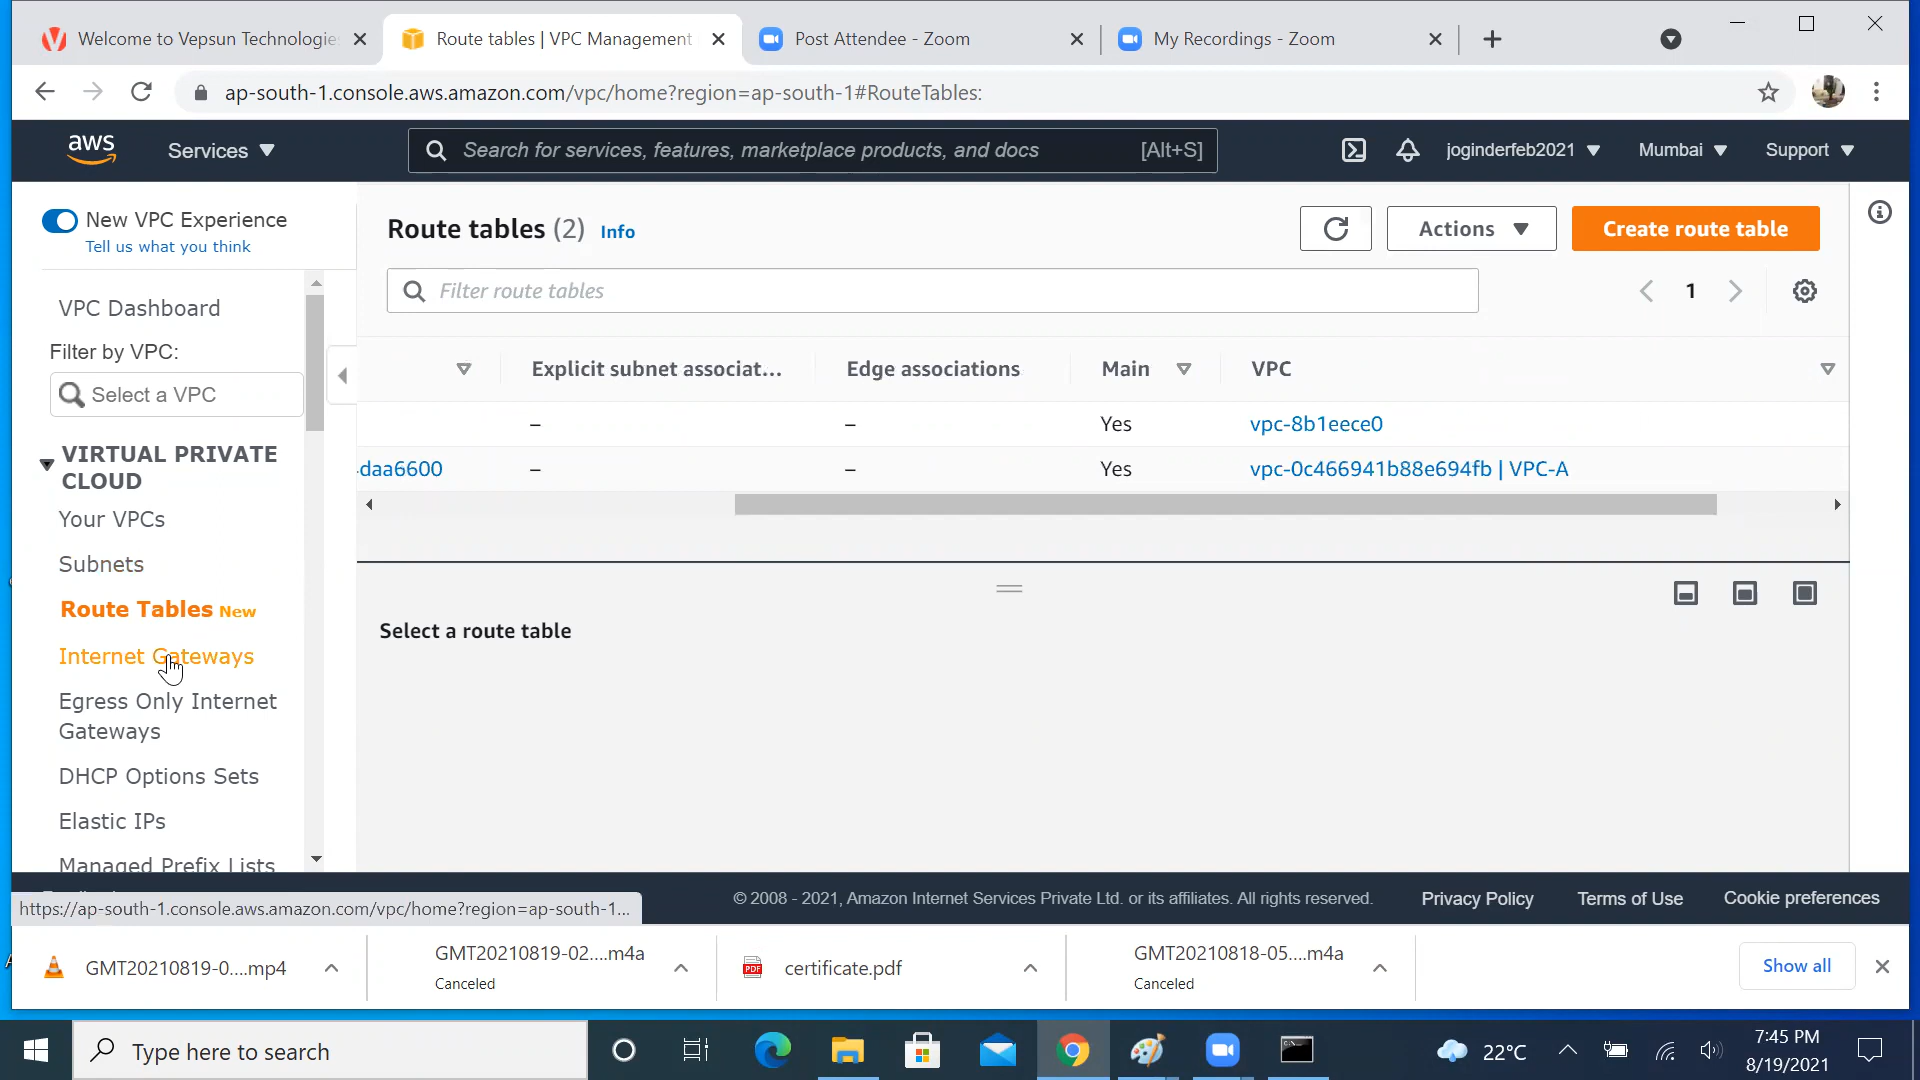 Welcome to Vepsun Technologie
Route tables | VPC Management
Post Attendee - Zoom
My Recordings - Zoom
ap-south-1.console.aws.amazon.com/vpc/home?region=ap-south-1#RouteTables:
aws
Services
Search for services, features, marketplace products, and docs
[Alt+S]
joginderfeb2021
Mumbai
Support
New VPC Experience
Tell us what you think
VPC Dashboard
Filter by VPC:
Select a VPC
VIRTUAL PRIVATE
CLOUD
Your VPCs
Subnets
Route Tables New
Internet Gateways
Egress Only Internet
Gateways
DHCP Options Sets
Elastic IPs
Managed Prefix Lists
Route tables (2) Info
Actions
Create route table
Filter route tables
1
Explicit subnet associat...
Edge associations
Main
VPC
–
–
Yes
vpc-8b1eece0
daa6600
–
–
Yes
vpc-0c466941b88e694fb | VPC-A
Select a route table
© 2008 - 2021, Amazon Internet Services Private Ltd. or its affiliates. All rights reserved.
Privacy Policy
Terms of Use
Cookie preferences
https://ap-south-1.console.aws.amazon.com/vpc/home?region=ap-south-1...
GMT20210819-0....mp4
GMT20210819-02....m4a
Canceled
PDF
certificate.pdf
GMT20210818-05....m4a
Canceled
Show all
Type here to search
22°C
7:45 PM
8/19/2021